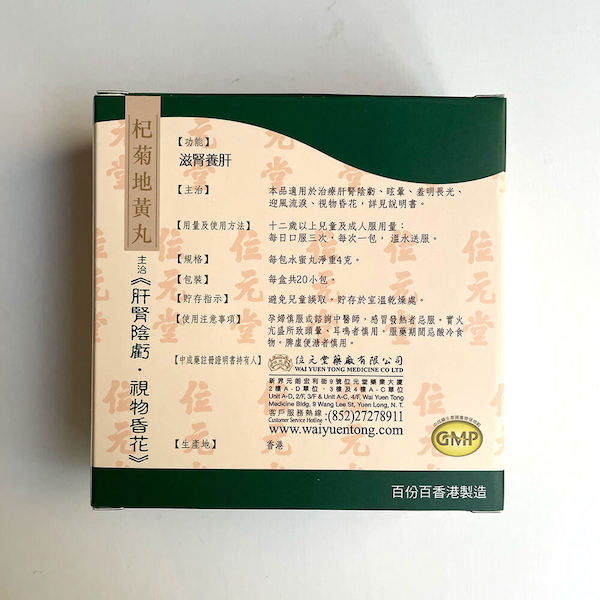 杞菊地黃丸
主治《肝腎陰虧·視物昏花》
【功能】
滋腎養肝
【主治】 本品適用於治療肝腎陰虧、眩暈、羞明畏光、
迎風流淚、視物昏花，詳見說明書。
【用量及使用方法】 十二歲以上兒童及成人服用量：
每日口服三次，每次一包，溫水送服。
【規格】 每包水蜜丸淨重4克。
【包裝】 每盒共20小包。
【貯存指示】 避免兒童誤取，貯存於室溫乾燥處。
【使用注意事項】 孕婦慎服或諮詢中醫師，感冒發熱者忌服。實火
亢盛所致頭暈、耳鳴者慎用。服藥期間忌酸冷食
物。脾虛便溏者慎用。
【中成藥註冊證明書持有人】 位元堂藥廠有限公司
WAI YUEN TONG MEDICINE CO LTD
新界元朗宏利街9號位元堂藥業大廈
2樓A-D單位，3樓及4樓A-C單位
Unit A-D, 2/F, 3/F & Unit A-C, 4/F, Wai Yuen Tong
Medicine Bldg, 9 Wang Lee St, Yuen Long, N.T.
客戶服務熱線:(852)27278911
Customer Service Hotline
www.waiyuentong.com
【生產地】 香港
GMP
百份百香港製造
位元堂
位元堂
位元堂
位元堂